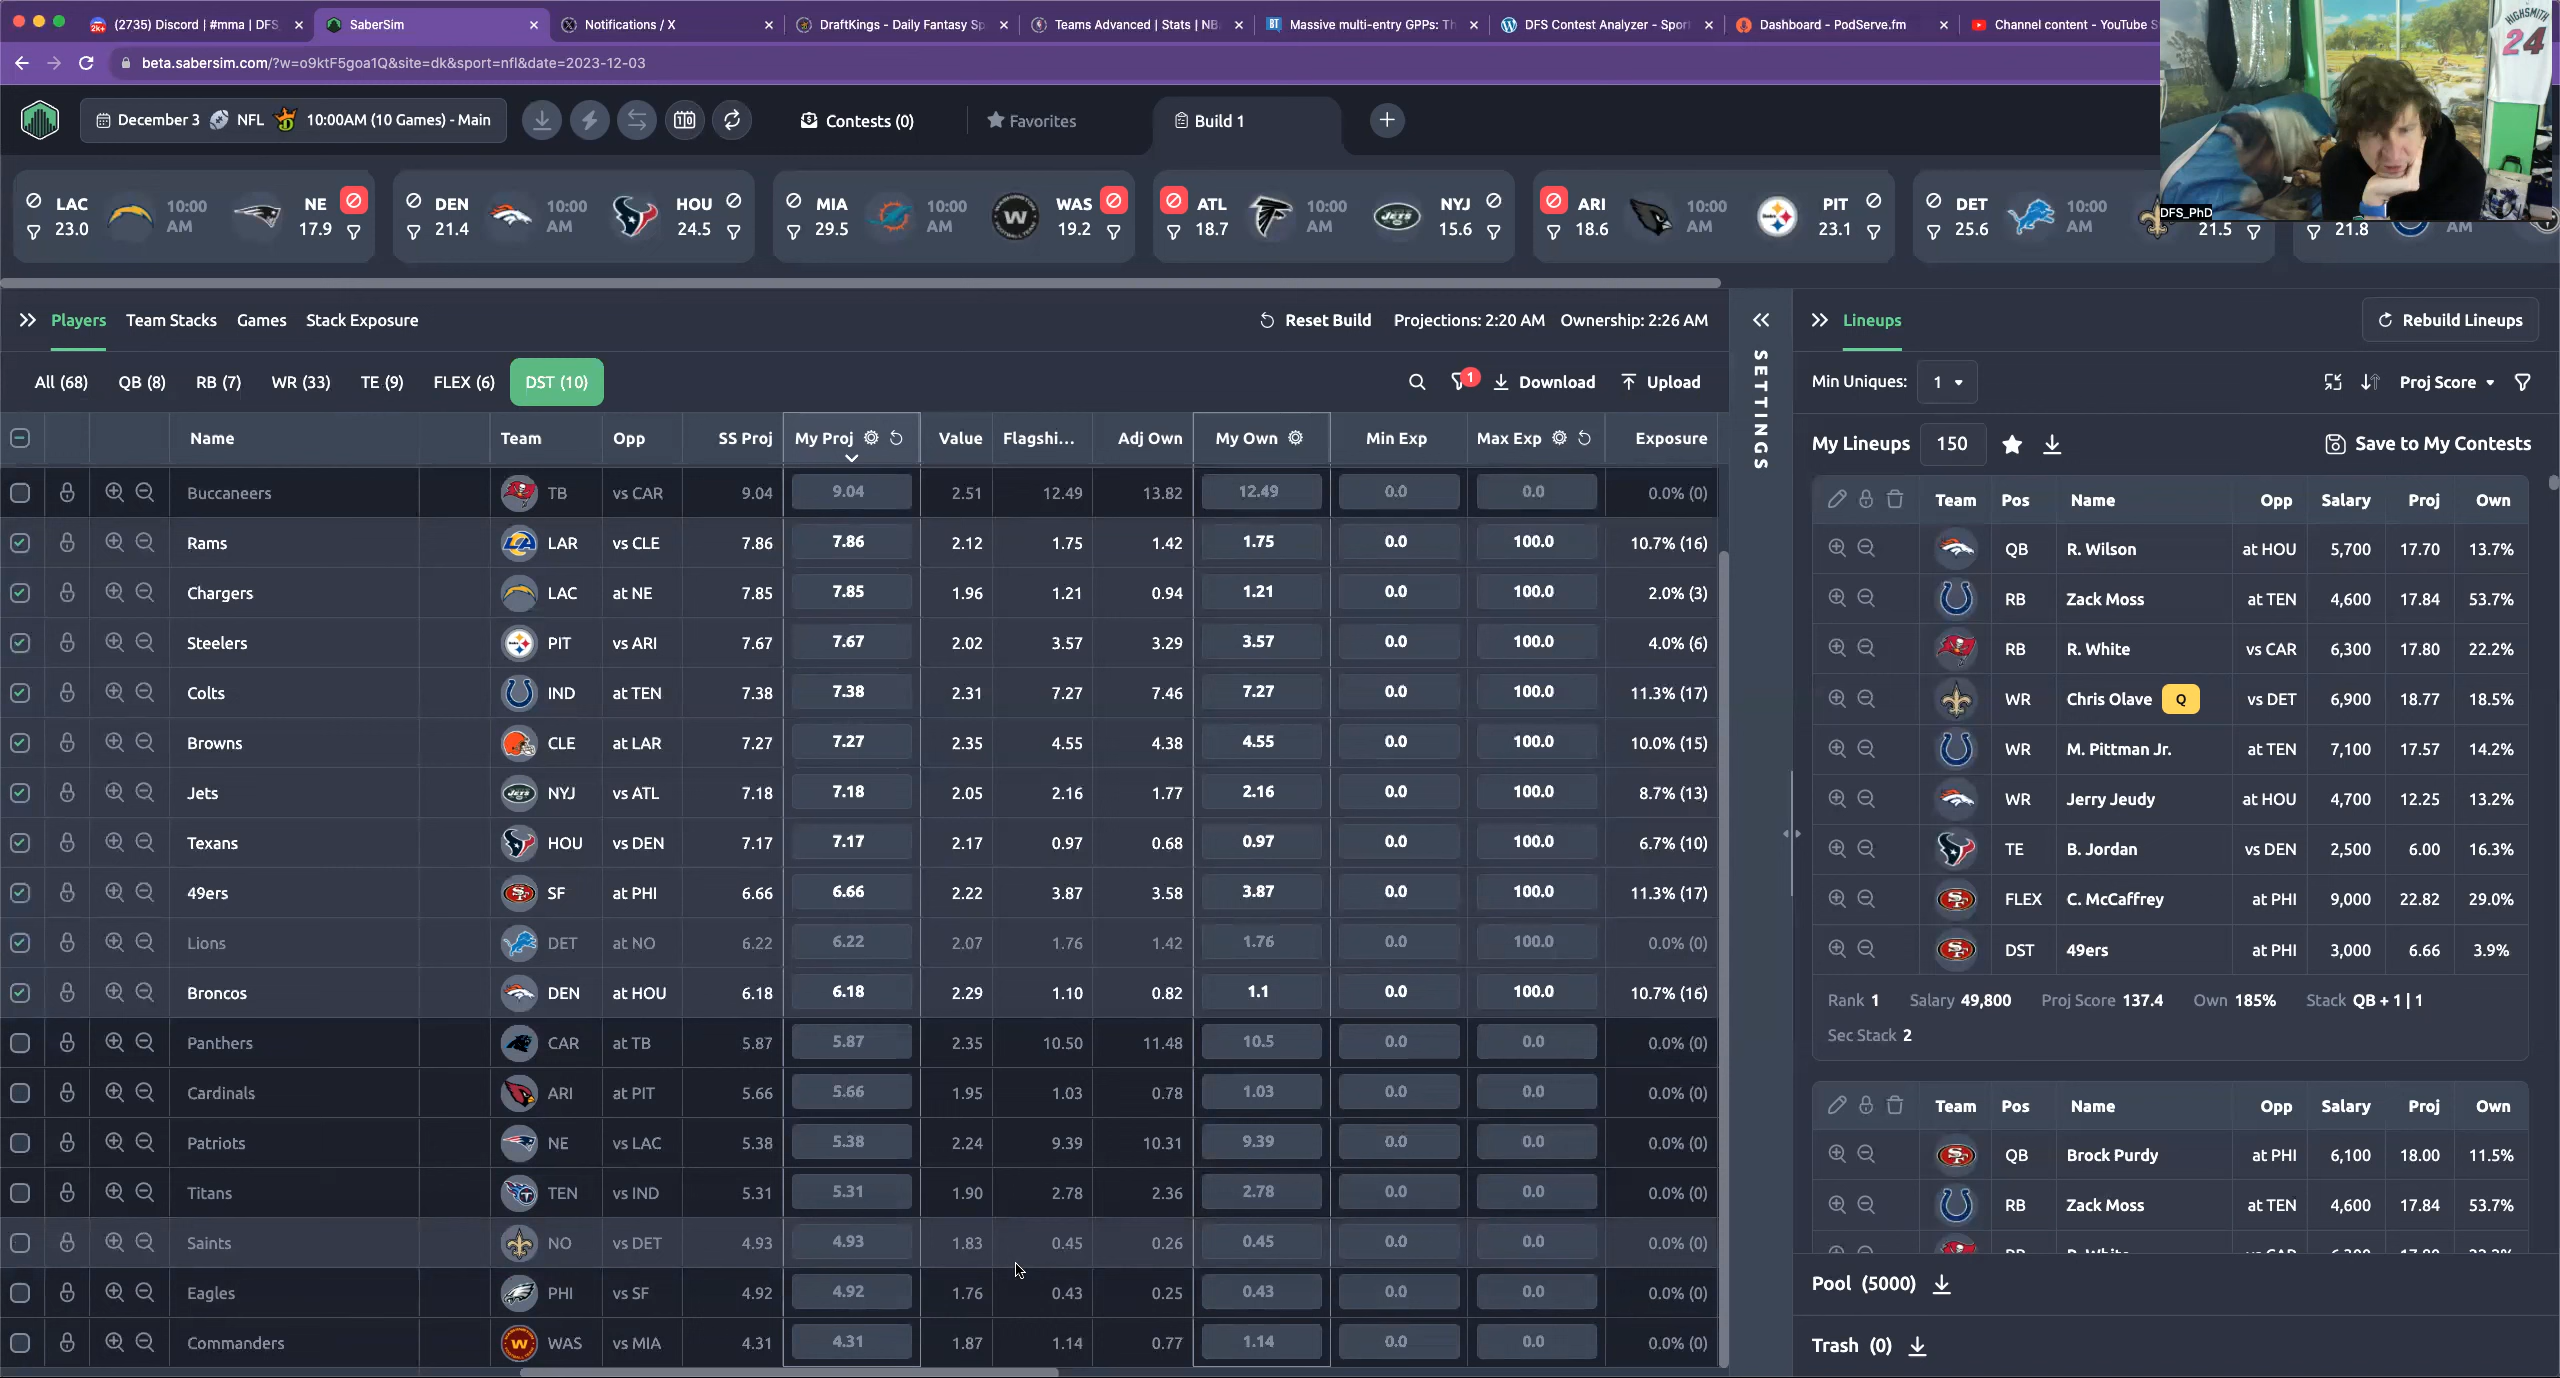 (2735) Discord | #mma | DFS
SaberSim
Notifications / X
DraftKings - Daily Fantasy Sp
Teams Advanced | Stats | NB
Massive multi-entry GPPs: Th
DFS Contest Analyzer - Spor
Dashboard - PodServe.fm
Channel content - YouTube S
beta.sabersim.com/?w=o9ktF5goa1Q&site=dk&sport=nfl&date=2023-12-03
HIGHSMITH
24
DFS_PhD
December 3 NFL 10:00AM (10 Games) - Main
Contests (0)
Favorites
Build 1
LAC 23.0 10:00 AM NE 17.9
DEN 21.4 10:00 AM HOU 24.5
MIA 29.5 10:00 AM WAS 19.2
ATL 18.7 10:00 AM NYJ 15.6
ARI 18.6 10:00 AM PIT 23.1
DET 25.6 10:00 AM 21.5
21.8 AM
Players Team Stacks Games Stack Exposure
Reset Build Projections: 2:20 AM Ownership: 2:26 AM
All (68) QB (8) RB (7) WR (33) TE (9) FLEX (6) DST (10)
1 Download Upload
Name Team Opp SS Proj My Proj Value Flagshi... Adj Own My Own Min Exp Max Exp Exposure
Buccaneers TB vs CAR 9.04 9.04 2.51 12.49 13.82 12.49 0.0 0.0 0.0% (0)
Rams LAR vs CLE 7.86 7.86 2.12 1.75 1.42 1.75 0.0 100.0 10.7% (16)
Chargers LAC at NE 7.85 7.85 1.96 1.21 0.94 1.21 0.0 100.0 2.0% (3)
Steelers PIT vs ARI 7.67 7.67 2.02 3.57 3.29 3.57 0.0 100.0 4.0% (6)
Colts IND at TEN 7.38 7.38 2.31 7.27 7.46 7.27 0.0 100.0 11.3% (17)
Browns CLE at LAR 7.27 7.27 2.35 4.55 4.38 4.55 0.0 100.0 10.0% (15)
Jets NYJ vs ATL 7.18 7.18 2.05 2.16 1.77 2.16 0.0 100.0 8.7% (13)
Texans HOU vs DEN 7.17 7.17 2.17 0.97 0.68 0.97 0.0 100.0 6.7% (10)
49ers SF at PHI 6.66 6.66 2.22 3.87 3.58 3.87 0.0 100.0 11.3% (17)
Lions DET at NO 6.22 6.22 2.07 1.76 1.42 1.76 0.0 100.0 0.0% (0)
Broncos DEN at HOU 6.18 6.18 2.29 1.10 0.82 1.1 0.0 100.0 10.7% (16)
Panthers CAR at TB 5.87 5.87 2.35 10.50 11.48 10.5 0.0 0.0 0.0% (0)
Cardinals ARI at PIT 5.66 5.66 1.95 1.03 0.78 1.03 0.0 0.0 0.0% (0)
Patriots NE vs LAC 5.38 5.38 2.24 9.39 10.31 9.39 0.0 0.0 0.0% (0)
Titans TEN vs IND 5.31 5.31 1.90 2.78 2.36 2.78 0.0 0.0 0.0% (0)
Saints NO vs DET 4.93 4.93 1.83 0.45 0.26 0.45 0.0 0.0 0.0% (0)
Eagles PHI vs SF 4.92 4.92 1.76 0.43 0.25 0.43 0.0 0.0 0.0% (0)
Commanders WAS vs MIA 4.31 4.31 1.87 1.14 0.77 1.14 0.0 0.0 0.0% (0)
SETTINGS
Lineups
Rebuild Lineups
Min Uniques: 1
Proj Score
My Lineups 150
Save to My Contests
Team Pos Name Opp Salary Proj Own
QB R. Wilson at HOU 5,700 17.70 13.7%
RB Zack Moss at TEN 4,600 17.84 53.7%
RB R. White vs CAR 6,300 17.80 22.2%
WR Chris Olave Q vs DET 6,900 18.77 18.5%
WR M. Pittman Jr. at TEN 7,100 17.57 14.2%
WR Jerry Jeudy at HOU 4,700 12.25 13.2%
TE B. Jordan vs DEN 2,500 6.00 16.3%
FLEX C. McCaffrey at PHI 9,000 22.82 29.0%
DST 49ers at PHI 3,000 6.66 3.9%
Rank 1 Salary 49,800 Proj Score 137.4 Own 185% Stack QB + 1 | 1
Sec Stack 2
Team Pos Name Opp Salary Proj Own
QB Brock Purdy at PHI 6,100 18.00 11.5%
RB Zack Moss at TEN 4,600 17.84 53.7%
Pool (5000)
Trash (0)